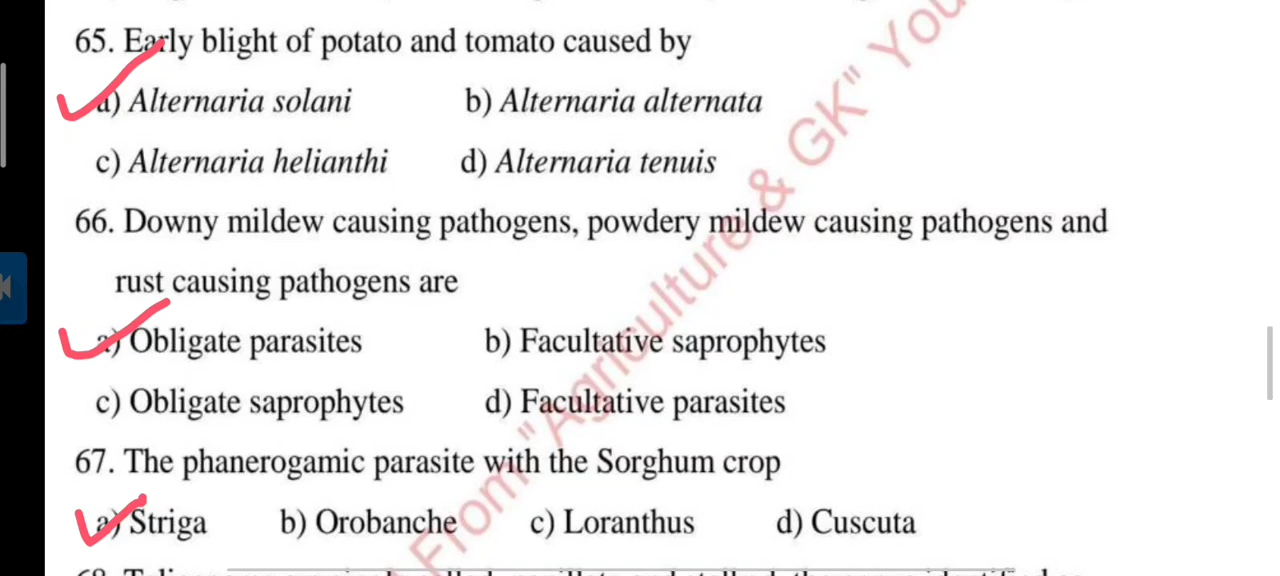 65. Early blight of potato and tomato caused by
a) Alternaria solani b) Alternaria alternata
c) Alternaria helianthi d) Alternaria tenuis
66. Downy mildew causing pathogens, powdery mildew causing pathogens and
rust causing pathogens are
a) Obligate parasites b) Facultative saprophytes
c) Obligate saprophytes d) Facultative parasites
67. The phanerogamic parasite with the Sorghum crop
a) Striga b) Orobanche c) Loranthus d) Cuscuta
From "Agriculture & GK" You